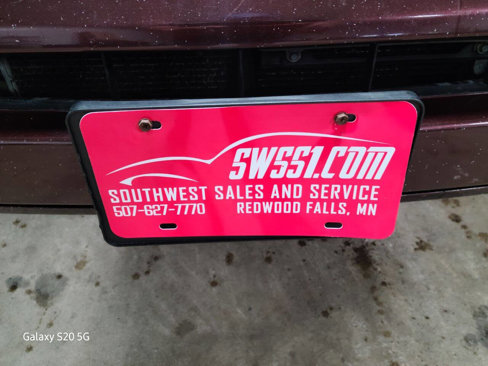 SWSS1.COM
SOUTHWEST SALES AND SERVICE
507-627-7770 REDWOOD FALLS, MN
Galaxy S20 5G